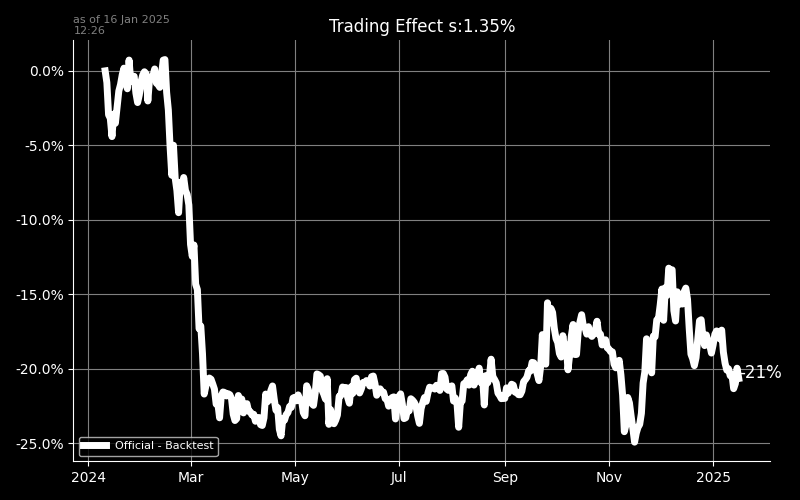 as of 16 Jan 2025
12:26
Trading Effect s:1.35%
0.0%
-5.0%
-10.0%
-15.0%
-20.0%
-25.0%
-21%
Official - Backtest
2024 Mar May Jul Sep Nov 2025